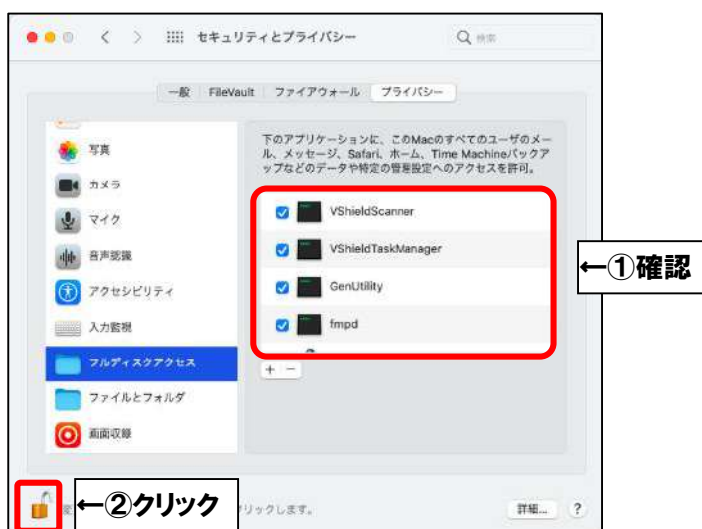 セキュリティとプライバシー
検索
一般 FileVault ファイアウォール プライバシー
写真
カメラ
マイク
音声認識
アクセシビリティ
入力監視
フルディスクアクセス
ファイルとフォルダ
画面収録
下のアプリケーションに、このMacのすべてのユーザのメー
ル、メッセージ、Safari、ホーム、Time Machineバックア
ップなどのデータや特定の管理設定へのアクセスを許可。
VShieldScanner
VShieldTaskManager
GenUtility
fmpd
+ −
←①確認
←②クリック
リックします。
詳細... ?